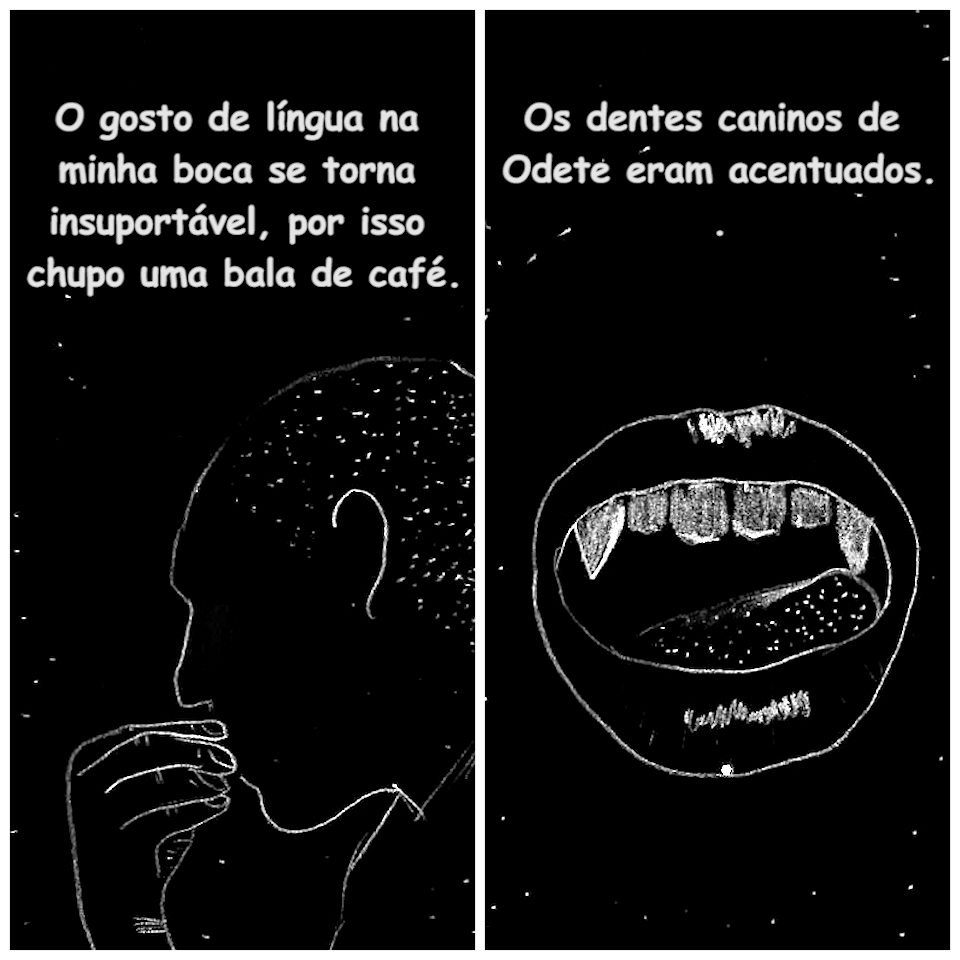 O gosto de língua na
minha boca se torna
insuportável, por isso
chupo uma bala de café.
Os dentes caninos de
Odete eram acentuados.